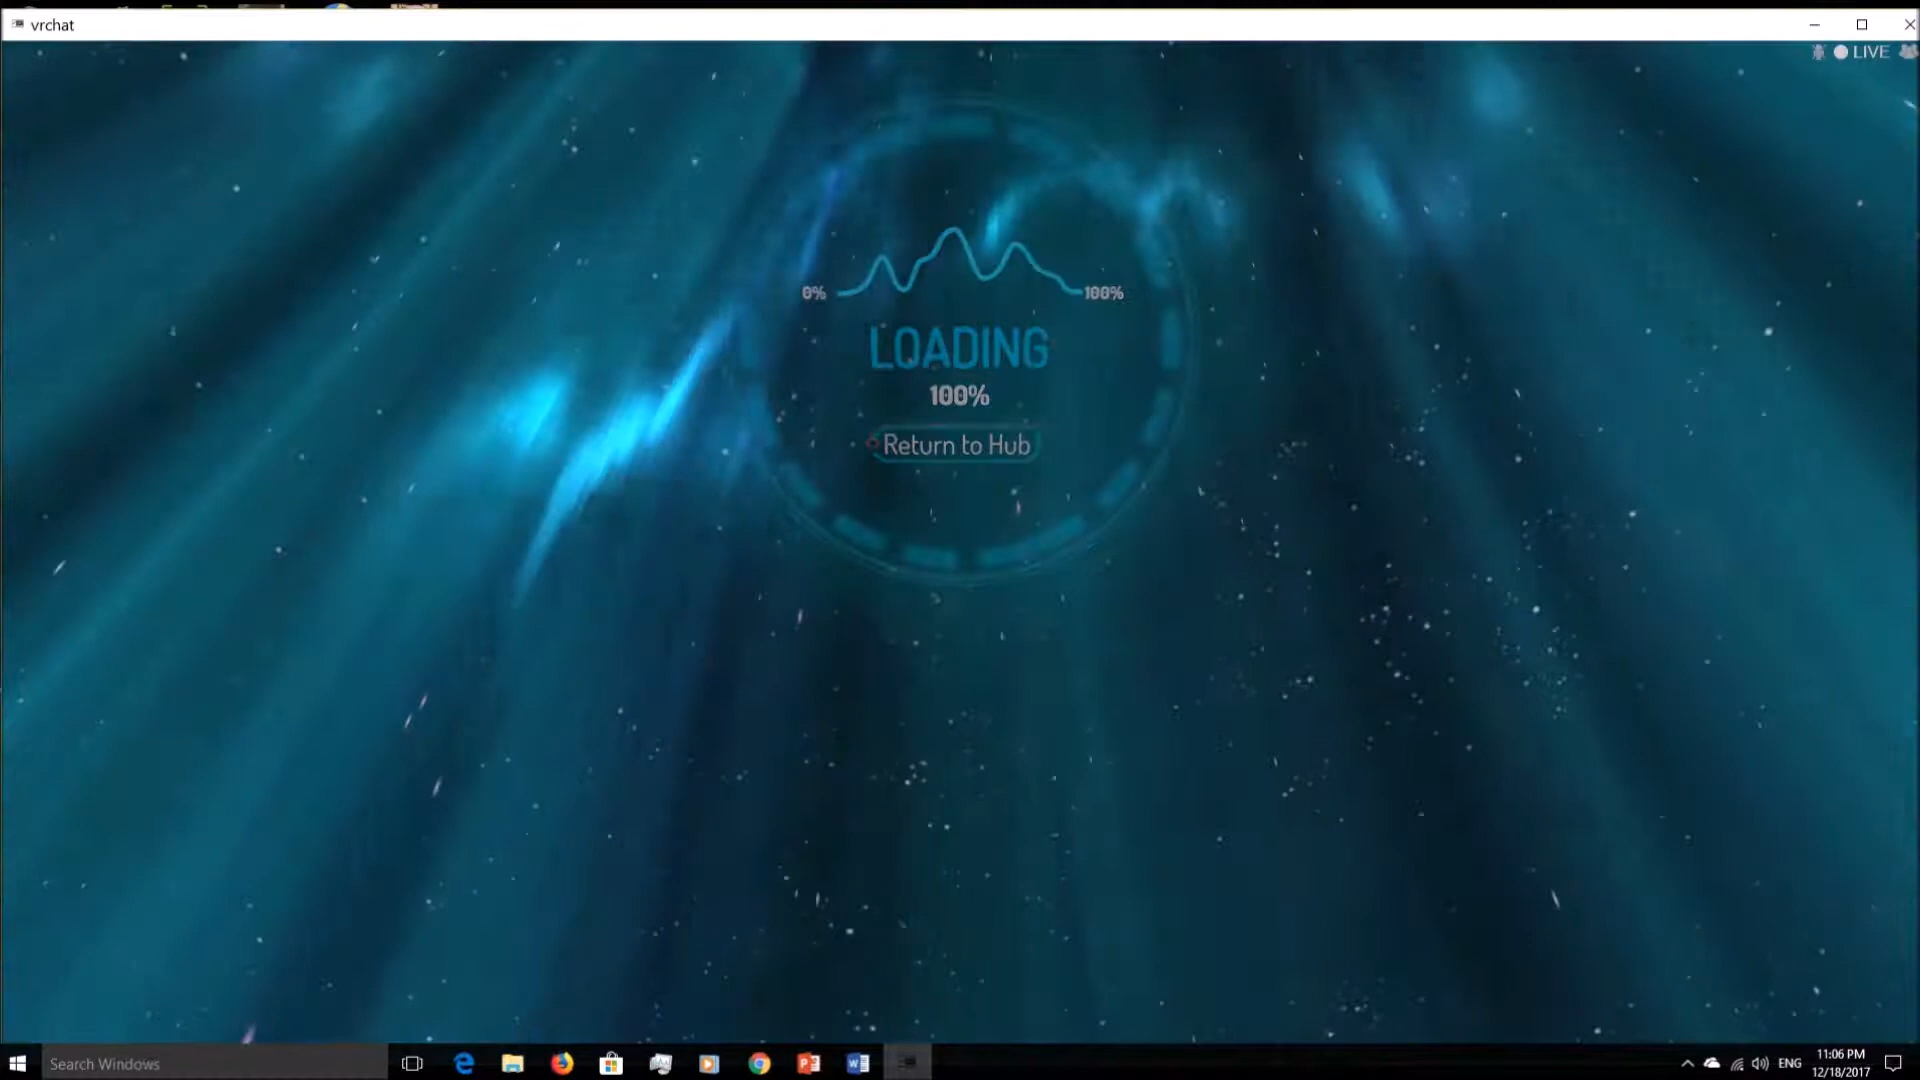 vrchat
LIVE
0% 100%
LOADING
100%
Return to Hub
Search Windows
ENG
11:06 PM
12/18/2017